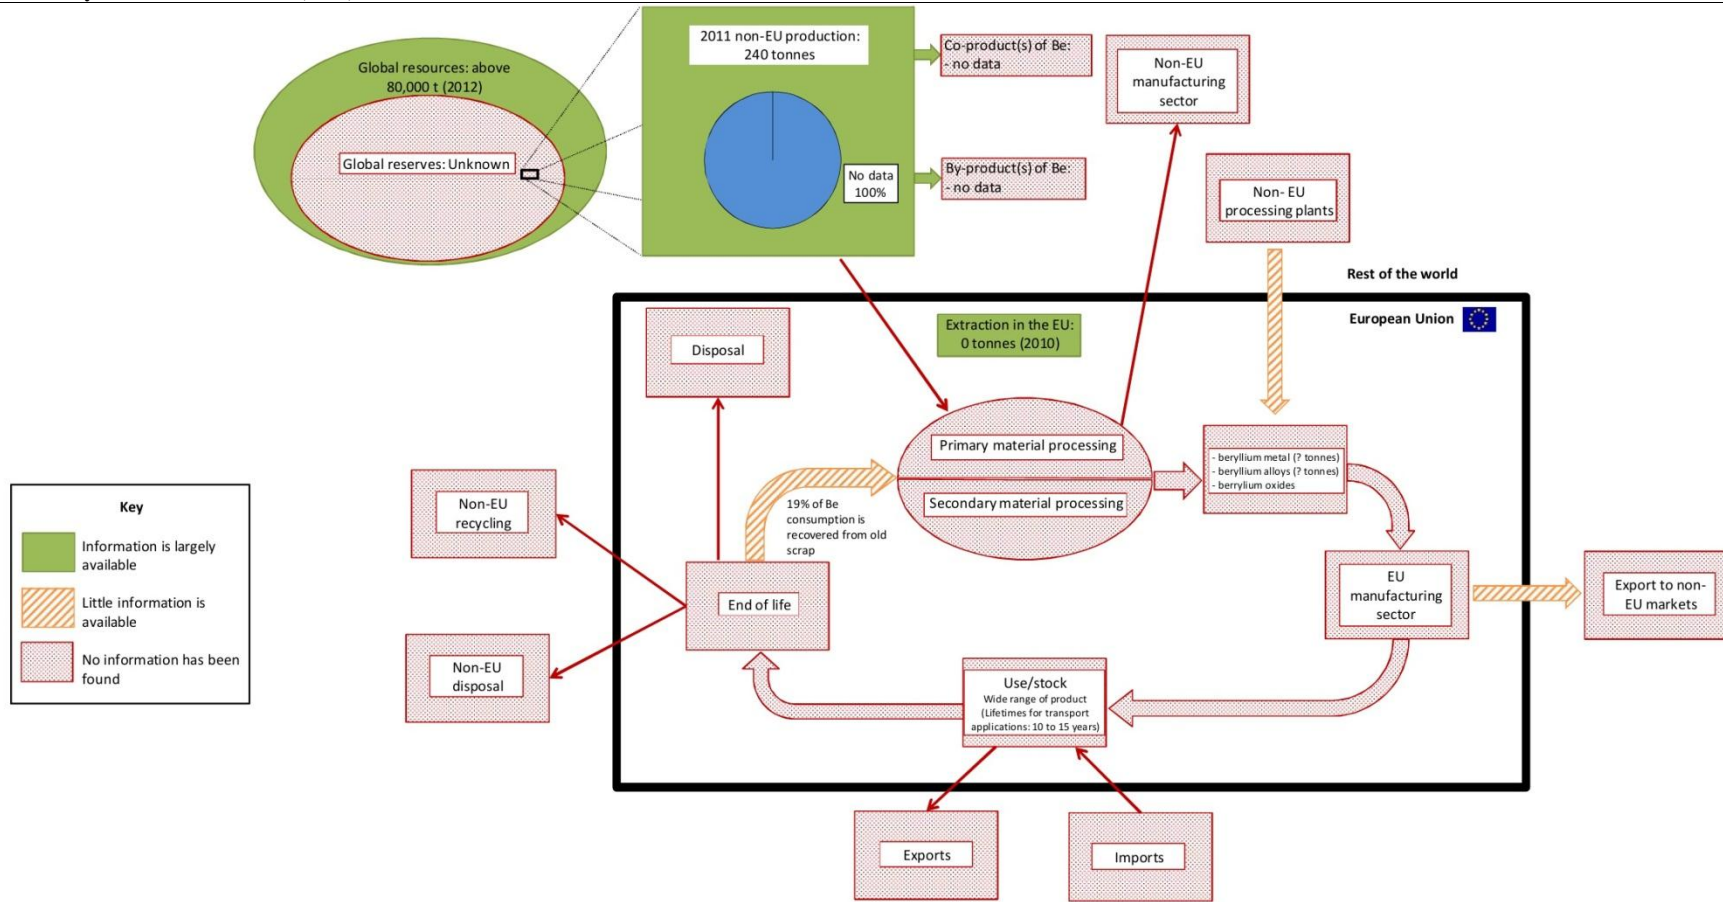 Global resources: above
80,000 t (2012)
Global reserves: Unknown
2011 non-EU production:
240 tonnes
No data
100%
Co-product(s) of Be:
- no data
By-product(s) of Be:
- no data
Non-EU
manufacturing
sector
Non- EU
processing plants
Rest of the world
European Union
Extraction in the EU:
0 tonnes (2010)
Disposal
Primary material processing
Secondary material processing
- beryllium metal (? tonnes)
- beryllium alloys (? tonnes)
- berrylium oxides
19% of Be
consumption is
recovered from old
scrap
Non-EU
recycling
End of life
Non-EU
disposal
EU
manufacturing
sector
Export to non-
EU markets
Use/stock
Wide range of product
(Lifetimes for transport
applications: 10 to 15 years)
Exports
Imports
Key
Information is largely
available
Little information is
available
No information has been
found